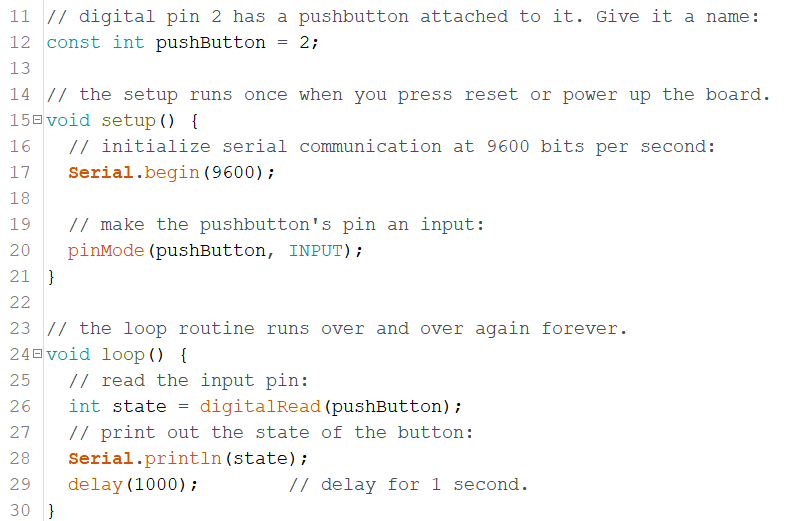 11 // digital pin 2 has a pushbutton attached to it. Give it a name:
12 const int pushButton = 2;
13
14 // the setup runs once when you press reset or power up the board.
15 void setup() {
16   // initialize serial communication at 9600 bits per second:
17   Serial.begin(9600);
18
19   // make the pushbutton's pin an input:
20   pinMode(pushButton, INPUT);
21 }
22
23 // the loop routine runs over and over again forever.
24 void loop() {
25   // read the input pin:
26   int state = digitalRead(pushButton);
27   // print out the state of the button:
28   Serial.println(state);
29   delay(1000);        // delay for 1 second.
30 }